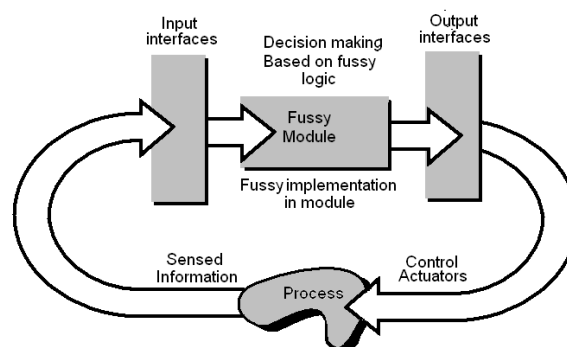 Input
interfaces
Decision making
Based on fussy
logic
Output
interfaces
Fussy
Module
Fussy implementation
in module
Sensed
Information
Control
Actuators
Process